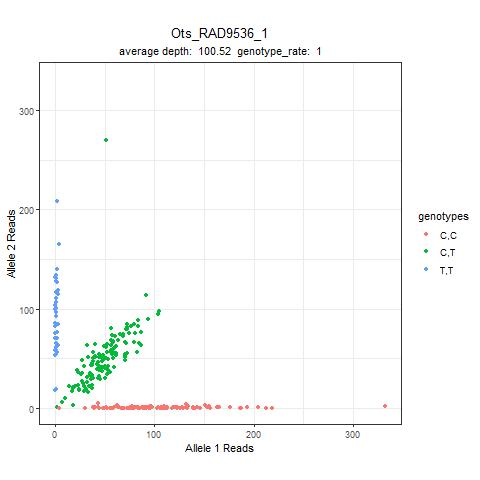 Ots_RAD9536_1
average depth: 100.52 genotype_rate: 1
Allele 2 Reads
300
200
100
0
0 100 200 300
Allele 1 Reads
genotypes
C,C
C,T
T,T